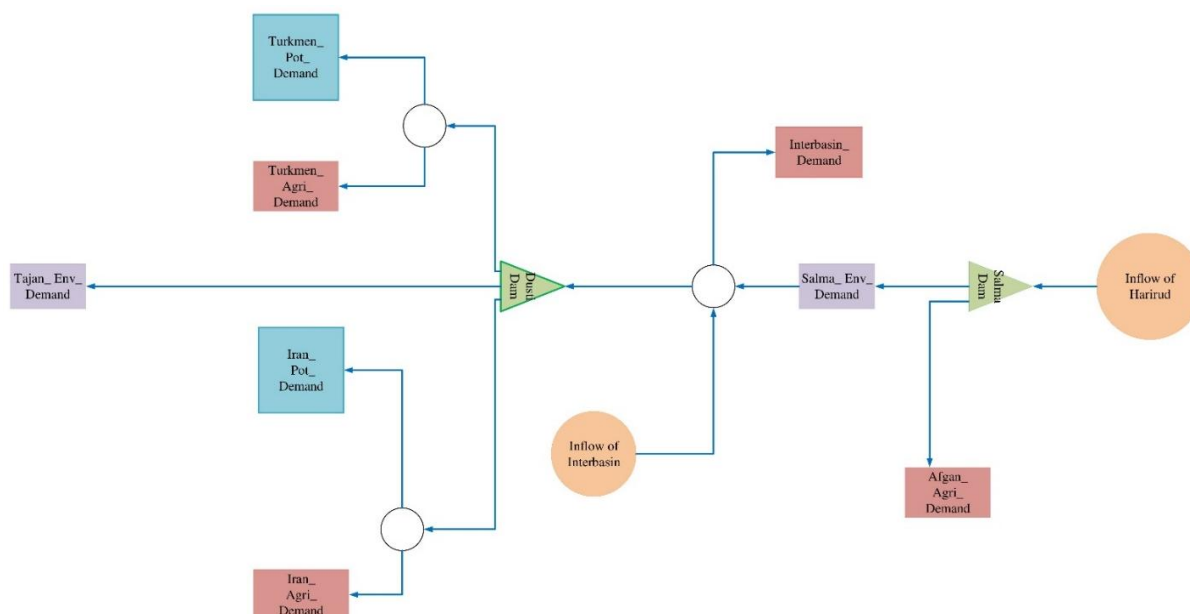 Turkmen_
Pot_
Demand
Turkmen_
Agri_
Demand
Interbasin_
Demand
Tajan_ Env_
Demand
Dusti
Dam
Salma_ Env_
Demand
Salma
Dam
Inflow of
Harirud
Iran_
Pot_
Demand
Inflow of
Interbasin
Afgan_
Agri_
Demand
Iran_
Agri_
Demand